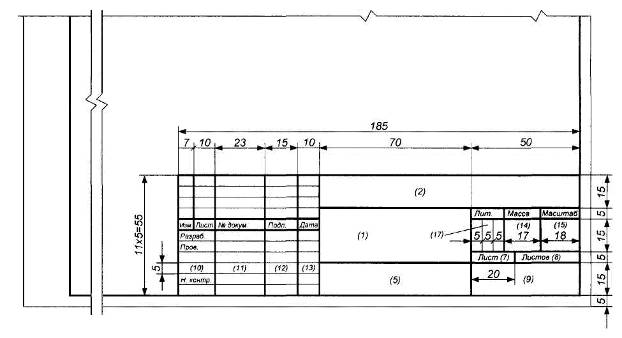 185
7 10 23 15 10 70 50
(2)
15
11x5=55
Лит. Масса Масштаб
5
Изм Лист № докум. Подп. Дата
(1)
(17)
(14) (15)
5 5 5 17 18
15
Разраб.
Пров.
Лист (7) Листов (8)
5
5
(10) (11) (12) (13)
20
15
Н. контр.
(5)
(9)
5